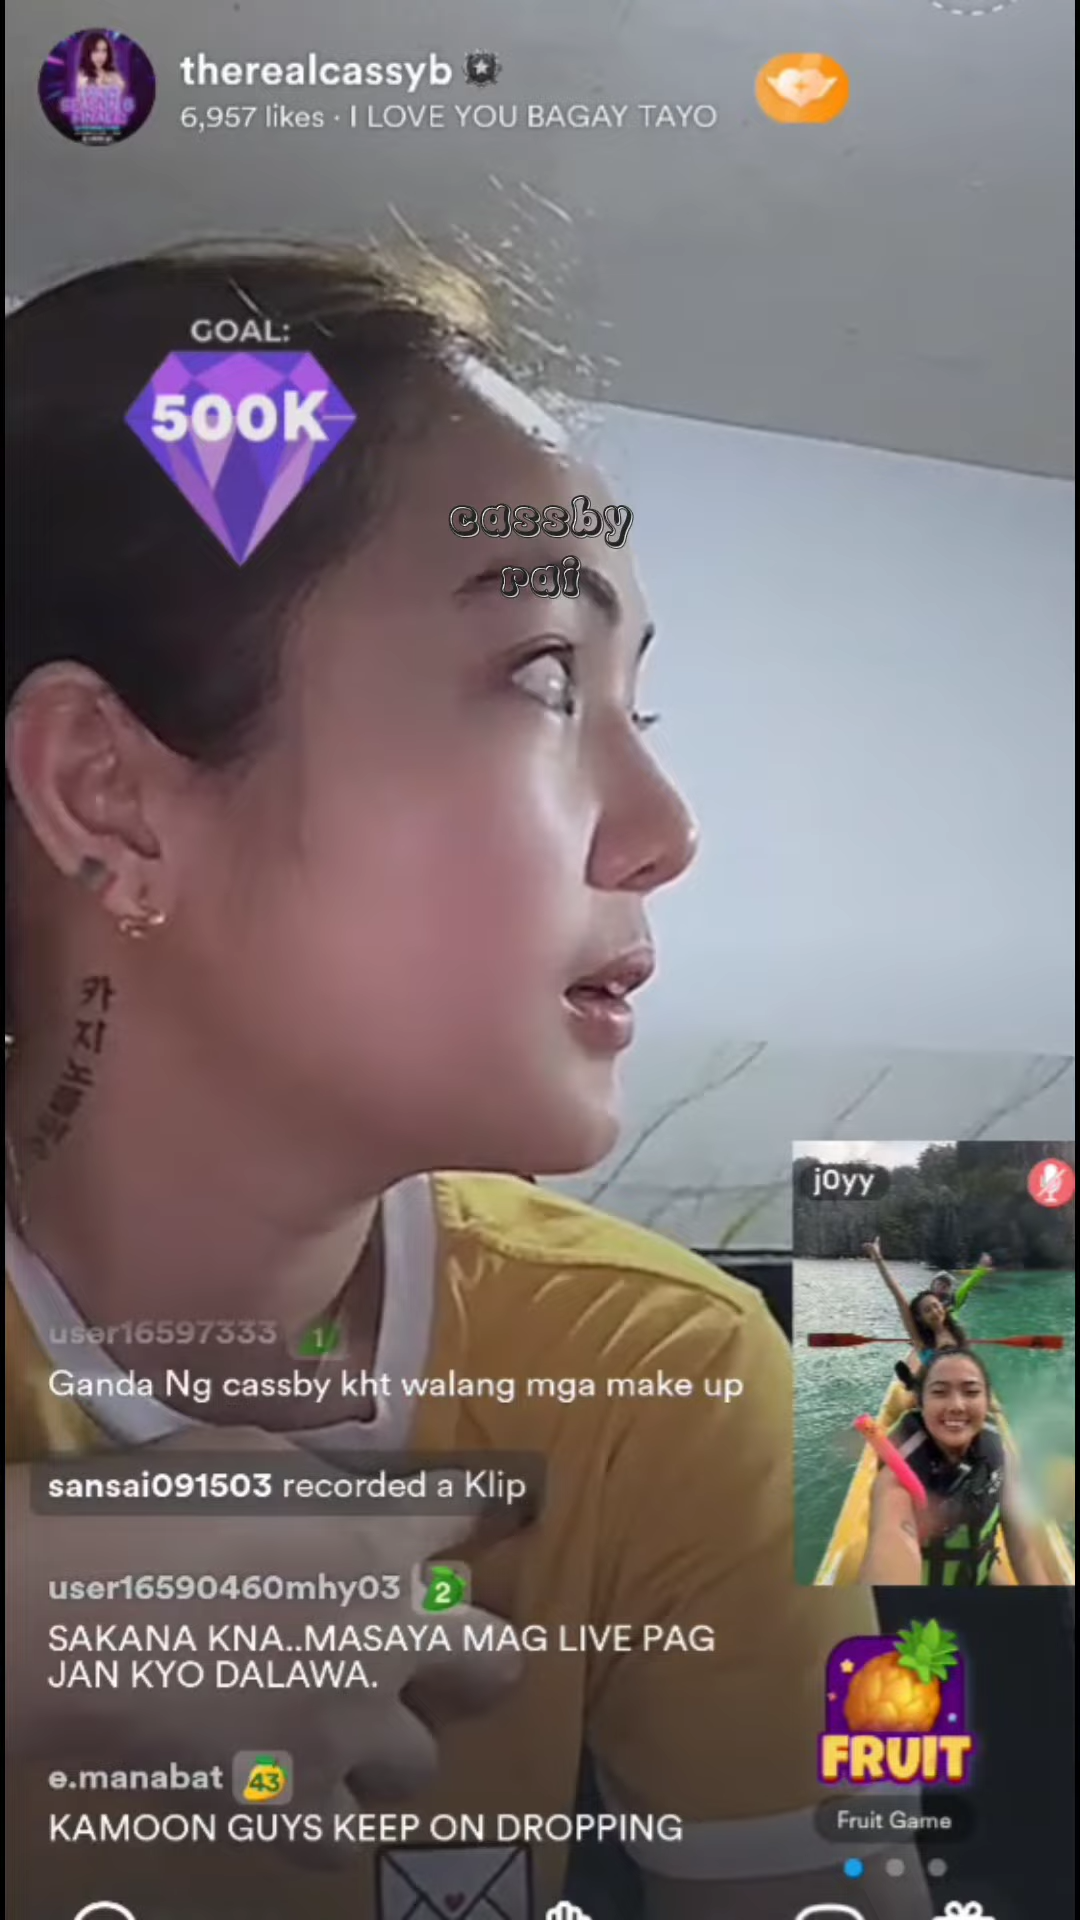 therealcassyb
6,957 likes · I LOVE YOU BAGAY TAYO
GOAL:
500K
cassby
rai
카
지
j0yy
user16597333 1
Ganda Ng cassby kht walang mga make up
sansai091503 recorded a Klip
user16590460mhy03 2
SAKANA KNA..MASAYA MAG LIVE PAG
JAN KYO DALAWA.
e.manabat 43
KAMOON GUYS KEEP ON DROPPING
FRUIT
Fruit Game